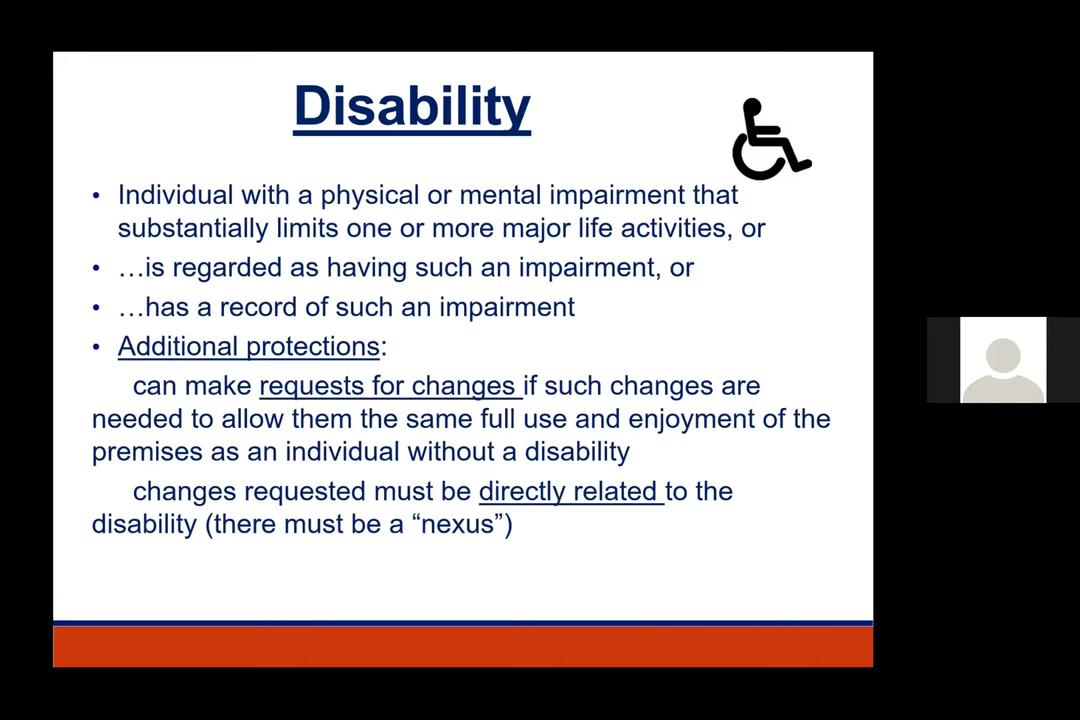 Disability
• Individual with a physical or mental impairment that
substantially limits one or more major life activities, or
• …is regarded as having such an impairment, or
• …has a record of such an impairment
• Additional protections:
can make requests for changes if such changes are
needed to allow them the same full use and enjoyment of the
premises as an individual without a disability
changes requested must be directly related to the
disability (there must be a “nexus”)